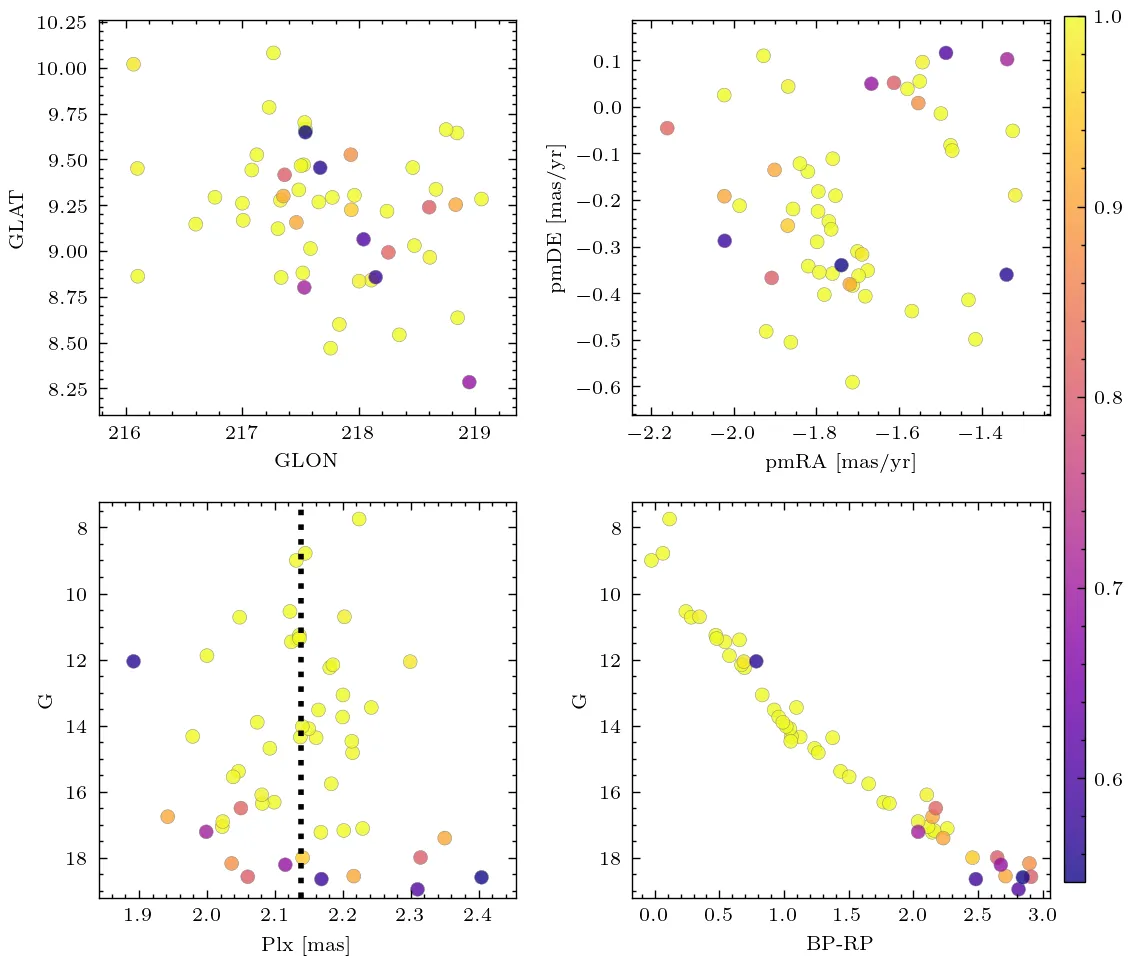 10.25
10.00
9.75
9.50
9.25
9.00
8.75
8.50
8.25
GLAT
216 217 218 219
GLON
0.1
0.0
−0.1
−0.2
−0.3
−0.4
−0.5
−0.6
pmDE [mas/yr]
−2.2 −2.0 −1.8 −1.6 −1.4
pmRA [mas/yr]
8
10
12
14
16
18
G
1.9 2.0 2.1 2.2 2.3 2.4
Plx [mas]
8
10
12
14
16
18
G
0.0 0.5 1.0 1.5 2.0 2.5 3.0
BP-RP
1.0
0.9
0.8
0.7
0.6